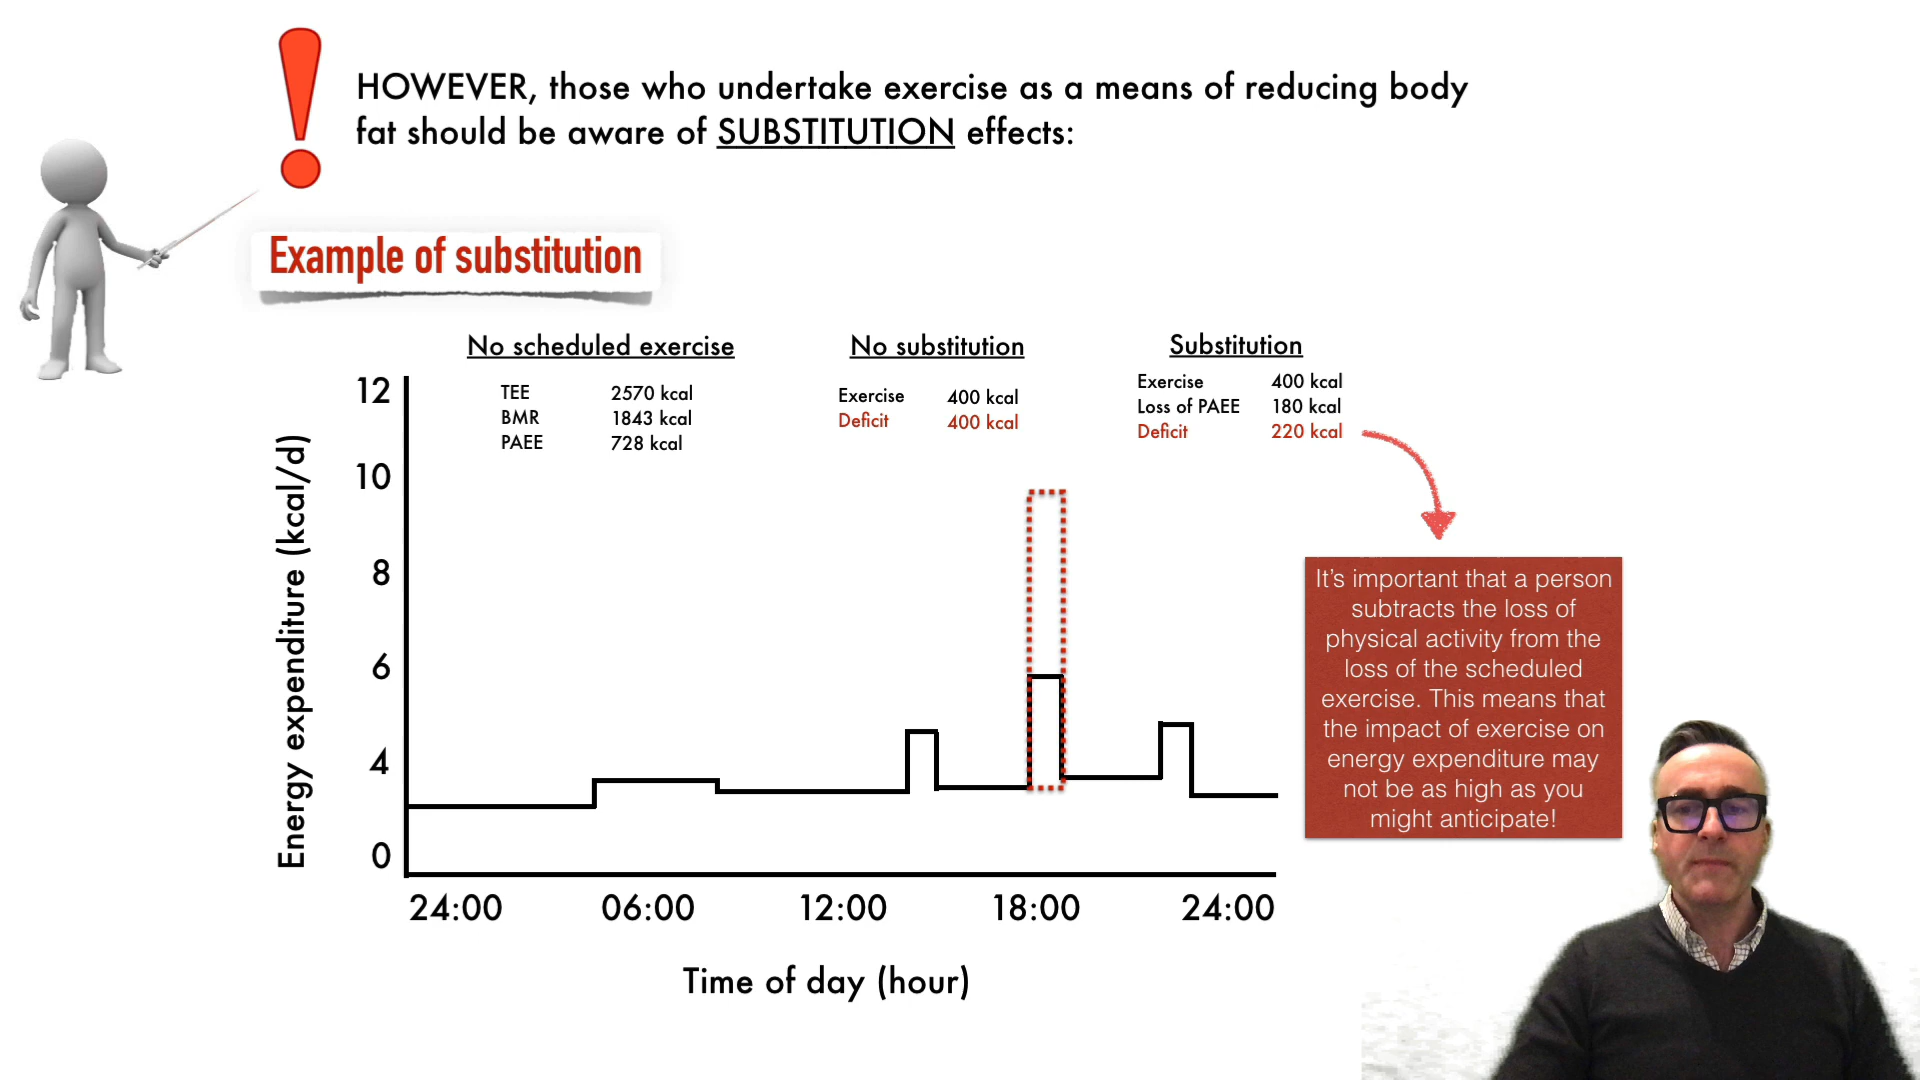 HOWEVER, those who undertake exercise as a means of reducing body
fat should be aware of SUBSTITUTION effects:
Example of substitution
No scheduled exercise
TEE 2570 kcal
BMR 1843 kcal
PAEE 728 kcal
No substitution
Exercise 400 kcal
Deficit 400 kcal
Substitution
Exercise 400 kcal
Loss of PAEE 180 kcal
Deficit 220 kcal
Energy expenditure (kcal/d)
12
10
8
6
4
0
24:00 06:00 12:00 18:00 24:00
Time of day (hour)
It's important that a person
subtracts the loss of
physical activity from the
loss of the scheduled
exercise. This means that
the impact of exercise on
energy expenditure may
not be as high as you
might anticipate!